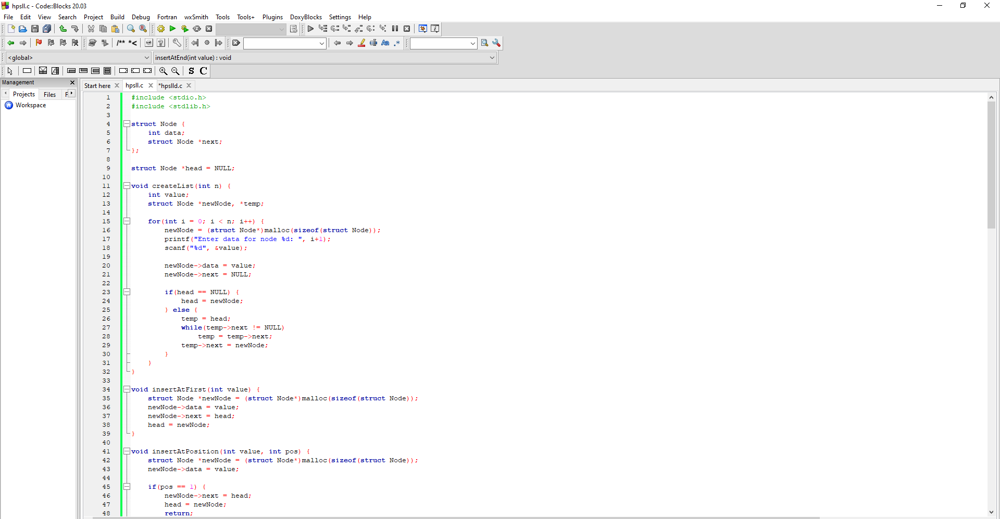 hpsll.c - Code::Blocks 20.03
File Edit View Search Project Build Debug Fortran wxSmith Tools Tools+ Plugins DoxyBlocks Settings Help
/** *<
Aa .*
<global> insertAtEnd(int value) : void
S C
Management
Start here hpsll.c *hpslld.c
Projects Files
Workspace
1 #include <stdio.h>
2 #include <stdlib.h>
3
4 struct Node {
5     int data;
6     struct Node *next;
7 };
8
9 struct Node *head = NULL;
10
11 void createList(int n) {
12     int value;
13     struct Node *newNode, *temp;
14
15     for(int i = 0; i < n; i++) {
16         newNode = (struct Node*)malloc(sizeof(struct Node));
17         printf("Enter data for node %d: ", i+1);
18         scanf("%d", &value);
19
20         newNode->data = value;
21         newNode->next = NULL;
22
23         if(head == NULL) {
24             head = newNode;
25         } else {
26             temp = head;
27             while(temp->next != NULL)
28                 temp = temp->next;
29             temp->next = newNode;
30         }
31     }
32 }
33
34 void insertAtFirst(int value) {
35     struct Node *newNode = (struct Node*)malloc(sizeof(struct Node));
36     newNode->data = value;
37     newNode->next = head;
38     head = newNode;
39 }
40
41 void insertAtPosition(int value, int pos) {
42     struct Node *newNode = (struct Node*)malloc(sizeof(struct Node));
43     newNode->data = value;
44
45     if(pos == 1) {
46         newNode->next = head;
47         head = newNode;
48         return;